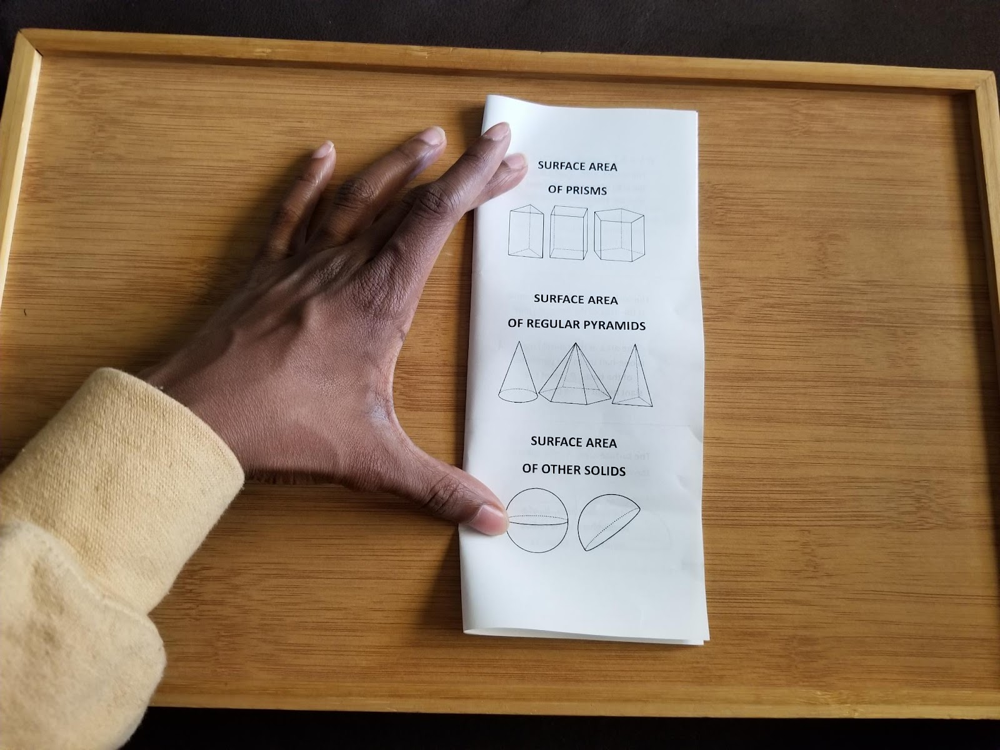 SURFACE AREA
OF PRISMS
SURFACE AREA
OF REGULAR PYRAMIDS
SURFACE AREA
OF OTHER SOLIDS